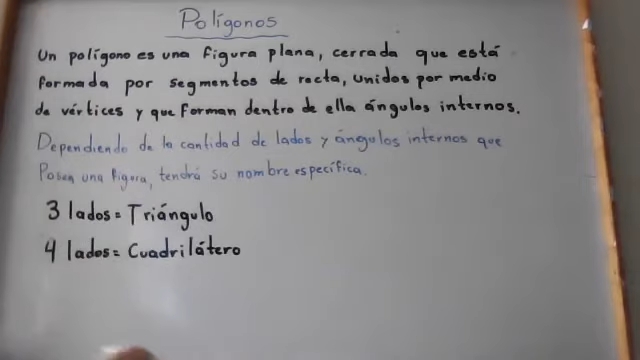 Polígonos
Un polígono es una figura plana, cerrada que está
formada por segmentos de recta, unidos por medio
de vértices y que forman dentro de ella ángulos internos.
Dependiendo de la cantidad de lados y ángulos internos que
Posea una figura, tendrá su nombre específica.
3 lados = Triángulo
4 lados = Cuadrilátero